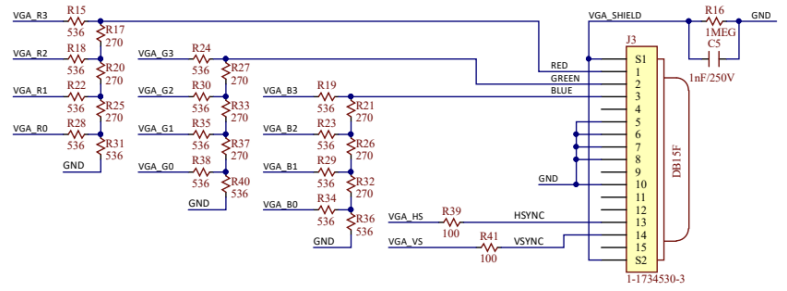 R15 R16
VGA_R3 VGA_SHIELD GND
536 R17 1MEG
270 J3 C5
R18 R24
VGA_R2 VGA_G3 S1
536 R20 536 R27 RED 1 1nF/250V
270 270 GREEN 2
R22 R30 R19 BLUE 3
VGA_R1 VGA_G2 VGA_B3
536 R25 536 R33 536 R21 4
270 270 270 5
R28 R35 R23 6
VGA_R0 VGA_G1 VGA_B2
536 R31 536 R37 536 R26 7
536 270 270 8
GND R38 R29 9
VGA_G0 VGA_B1
536 R40 536 R32 GND 10
536 270 11
GND R34 R39 12
VGA_B0 VGA_HS HSYNC 13
536 R36 100
536 R41 14
GND VGA_VS VSYNC 15
100 S2
DB15F
1-1734530-3